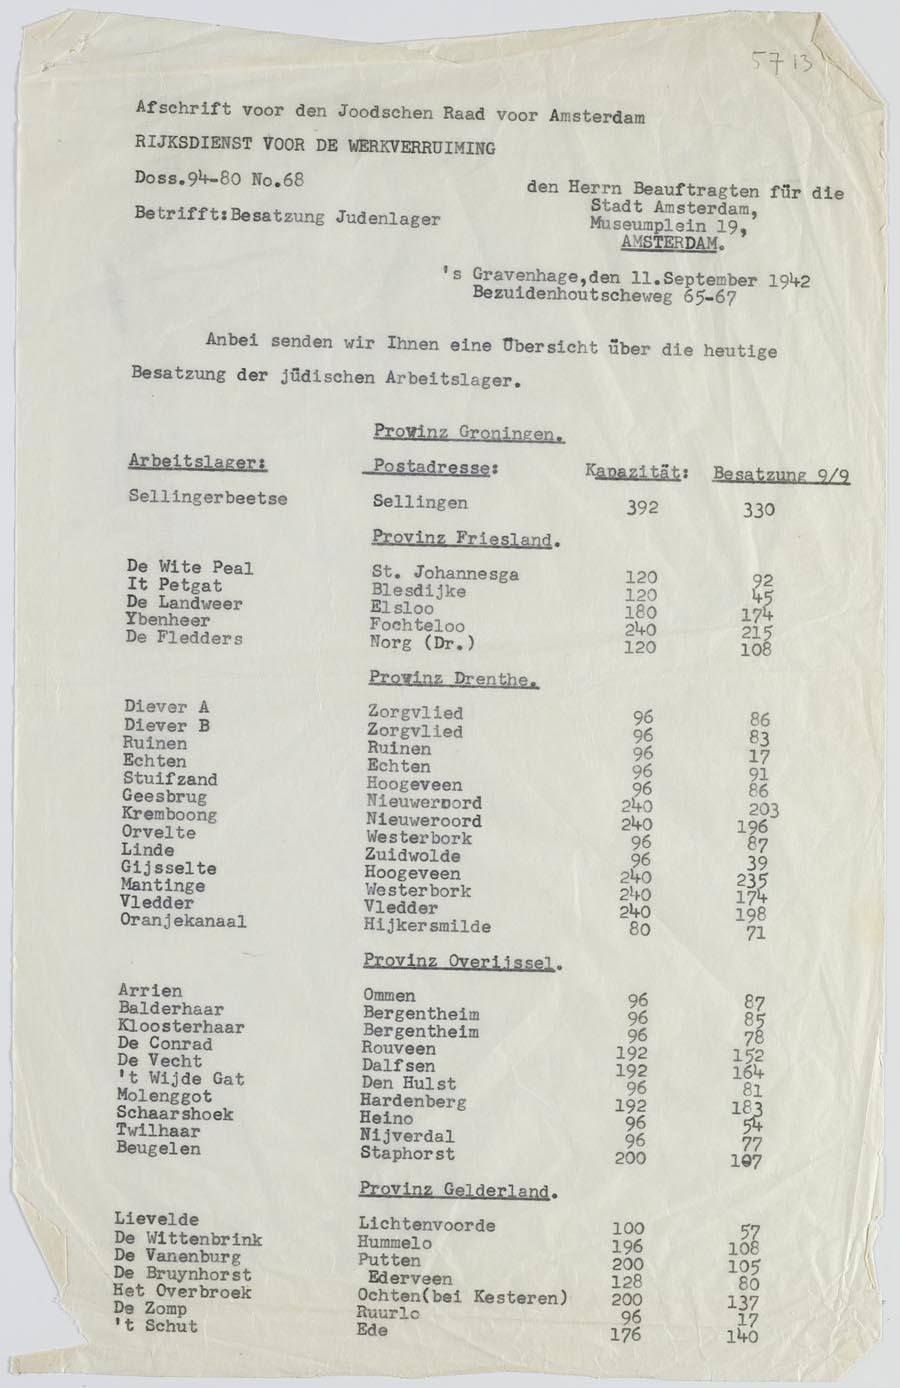 57 13
Afschrift voor den Joodschen Raad voor Amsterdam
RIJKSDIENST VOOR DE WERKVERRUIMING
Doss.94-80 No.68
den Herrn Beauftragten für die
Stadt Amsterdam,
Museumplein 19,
AMSTERDAM.
Betrifft:Besatzung Judenlager
's Gravenhage,den 11.September 1942
Bezuidenhoutscheweg 65-67
Anbei senden wir Ihnen eine Übersicht über die heutige
Besatzung der jüdischen Arbeitslager.
Provinz Groningen.
Arbeitslager: Postadresse: Kapazität: Besatzung 9/9
Sellingerbeetse Sellingen 392 330
Provinz Friesland.
De Wite Peal St. Johannesga 120 92
It Petgat Blesdijke 120 45
De Landweer Elsloo 180 174
Ybenheer Fochteloo 240 215
De Fledders Norg (Dr.) 120 108
Provinz Drenthe.
Diever A Zorgvlied 96 86
Diever B Zorgvlied 96 83
Ruinen Ruinen 96 17
Echten Echten 96 91
Stuifzand Hoogeveen 96 86
Geesbrug Nieuweroord 240 203
Kremboong Nieuweroord 240 196
Orvelte Westerbork 96 87
Linde Zuidwolde 96 39
Gijsselte Hoogeveen 240 235
Mantinge Westerbork 240 174
Vledder Vledder 240 198
Oranjekanaal Hijkersmilde 80 71
Provinz Overijssel.
Arrien Ommen 96 87
Balderhaar Bergentheim 96 85
Kloosterhaar Bergentheim 96 78
De Conrad Rouveen 192 152
De Vecht Dalfsen 192 164
't Wijde Gat Den Hulst 96 81
Molenggot Hardenberg 192 183
Schaarshoek Heino 96 54
Twilhaar Nijverdal 96 77
Beugelen Staphorst 200 107
Provinz Gelderland.
Lievelde Lichtenvoorde 100 57
De Wittenbrink Hummelo 196 108
De Vanenburg Putten 200 105
De Bruynhorst Ederveen 128 80
Het Overbroek Ochten(bei Kesteren) 200 137
De Zomp Ruurlo 96 17
't Schut Ede 176 140